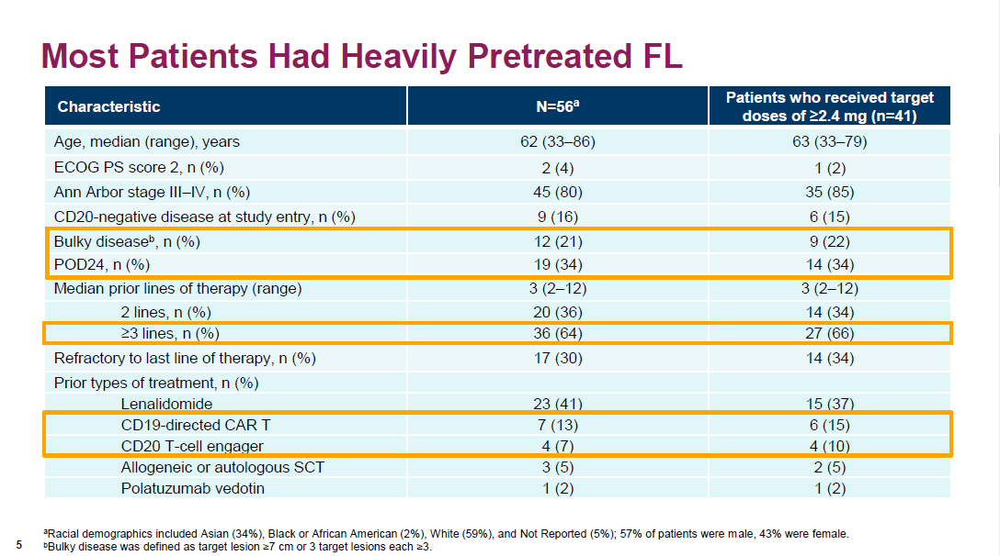 Most Patients Had Heavily Pretreated FL
Characteristic N=56ᵃ Patients who received target
doses of ≥2.4 mg (n=41)
Age, median (range), years 62 (33–86) 63 (33–79)
ECOG PS score 2, n (%) 2 (4) 1 (2)
Ann Arbor stage III–IV, n (%) 45 (80) 35 (85)
CD20-negative disease at study entry, n (%) 9 (16) 6 (15)
Bulky diseaseᵇ, n (%) 12 (21) 9 (22)
POD24, n (%) 19 (34) 14 (34)
Median prior lines of therapy (range) 3 (2–12) 3 (2–12)
2 lines, n (%) 20 (36) 14 (34)
≥3 lines, n (%) 36 (64) 27 (66)
Refractory to last line of therapy, n (%) 17 (30) 14 (34)
Prior types of treatment, n (%)
Lenalidomide 23 (41) 15 (37)
CD19-directed CAR T 7 (13) 6 (15)
CD20 T-cell engager 4 (7) 4 (10)
Allogeneic or autologous SCT 3 (5) 2 (5)
Polatuzumab vedotin 1 (2) 1 (2)
ᵃRacial demographics included Asian (34%), Black or African American (2%), White (59%), and Not Reported (5%); 57% of patients were male, 43% were female.
5 ᵇBulky disease was defined as target lesion ≥7 cm or 3 target lesions each ≥3.